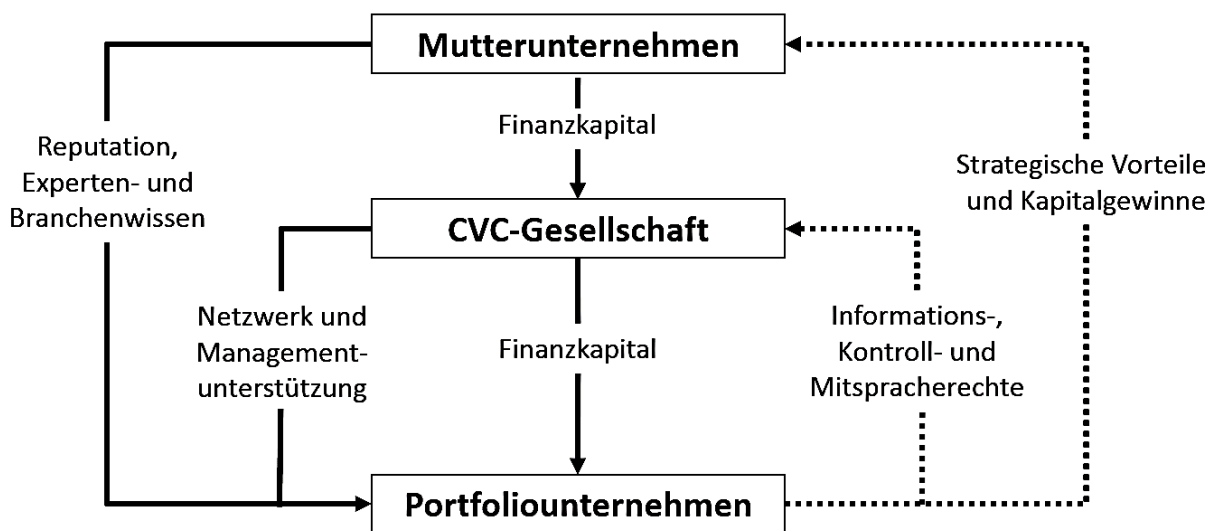 Mutterunternehmen
Finanzkapital
Reputation,
Experten- und
Branchenwissen
Strategische Vorteile
und Kapitalgewinne
CVC-Gesellschaft
Netzwerk und
Management-
unterstützung
Finanzkapital
Informations-,
Kontroll- und
Mitspracherechte
Portfoliounternehmen